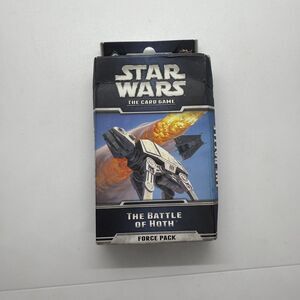 STAR
WARS
THE CARD GAME
THE BATTLE
OF HOTH
FORCE PACK